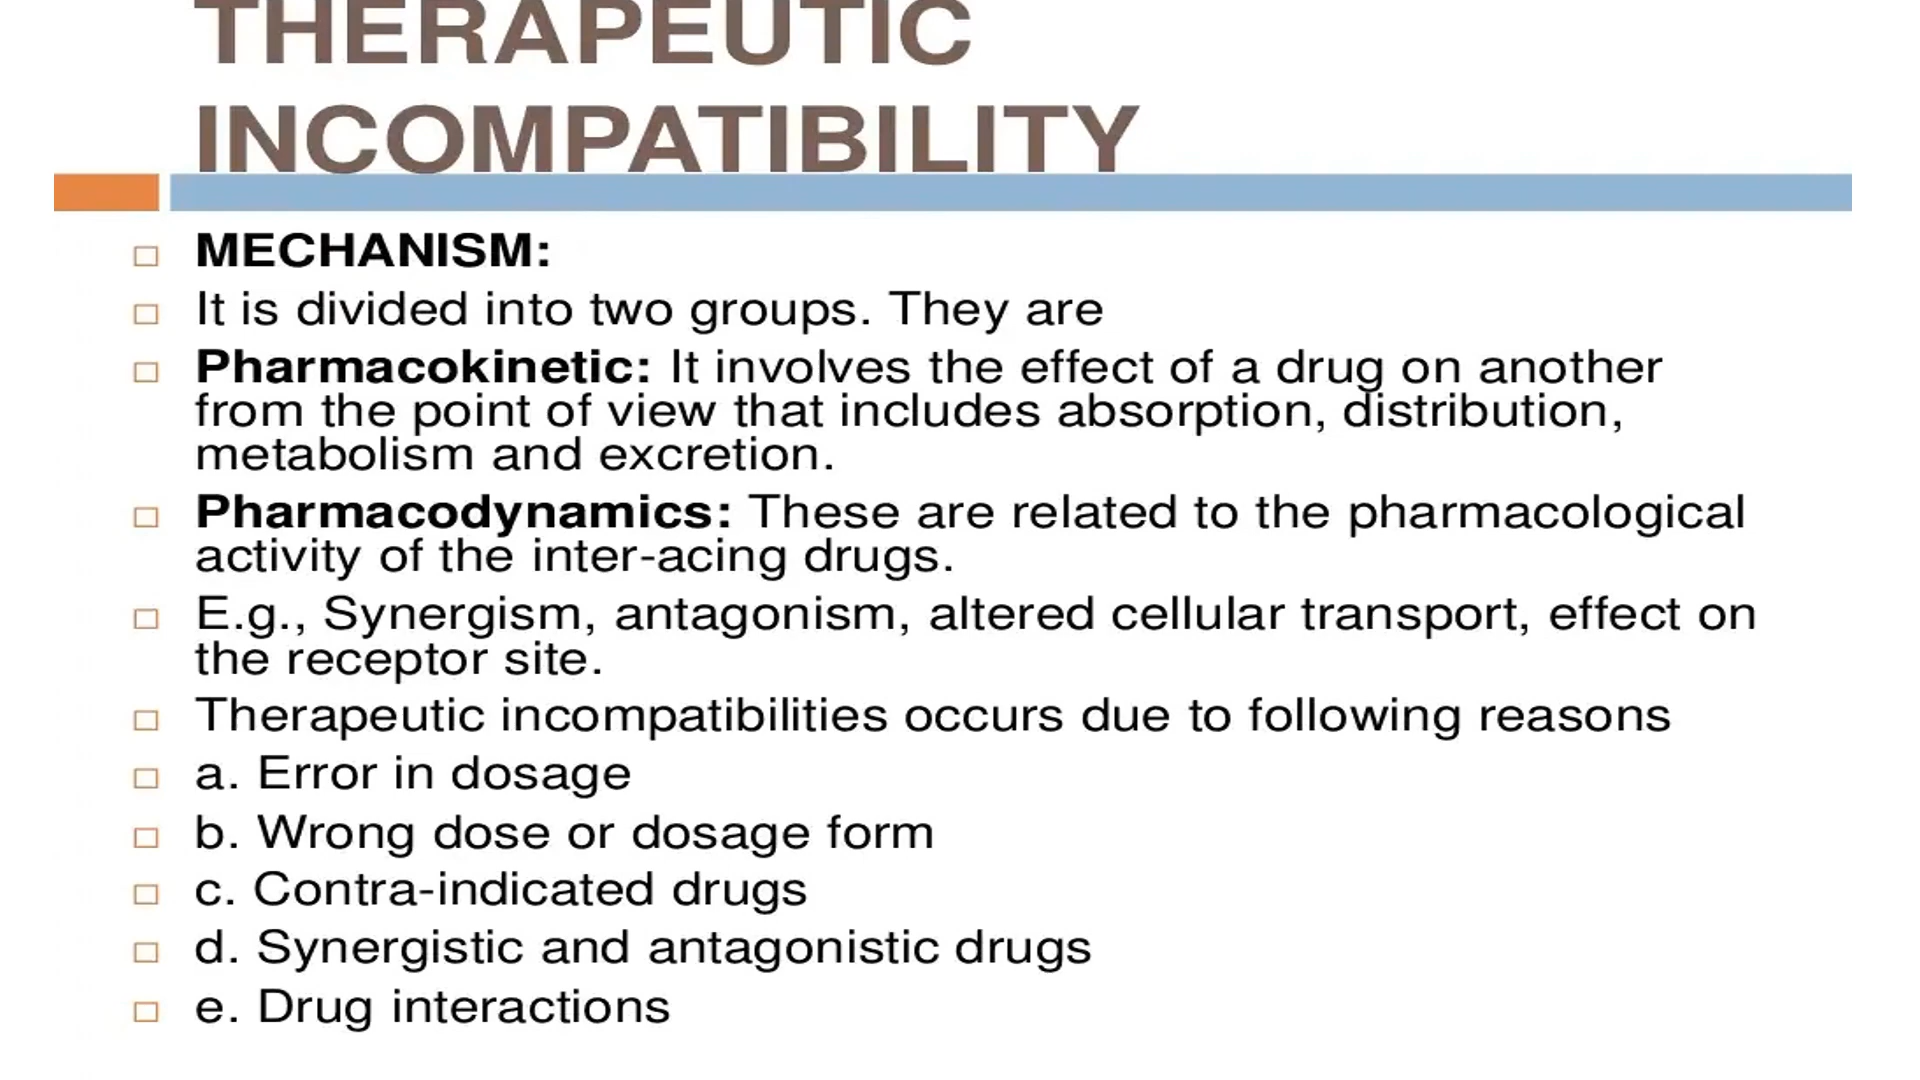 THERAPEUTIC
INCOMPATIBILITY
MECHANISM:
It is divided into two groups. They are
Pharmacokinetic: It involves the effect of a drug on another
from the point of view that includes absorption, distribution,
metabolism and excretion.
Pharmacodynamics: These are related to the pharmacological
activity of the inter-acing drugs.
E.g., Synergism, antagonism, altered cellular transport, effect on
the receptor site.
Therapeutic incompatibilities occurs due to following reasons
a. Error in dosage
b. Wrong dose or dosage form
c. Contra-indicated drugs
d. Synergistic and antagonistic drugs
e. Drug interactions